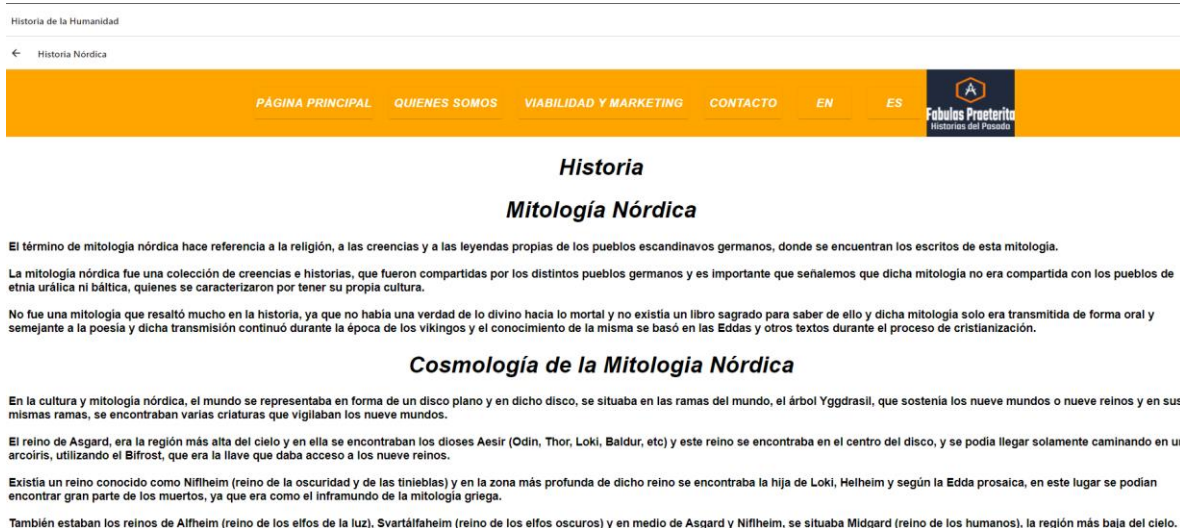 Historia de la Humanidad
← Historia Nórdica
PÁGINA PRINCIPAL QUIENES SOMOS VIABILIDAD Y MARKETING CONTACTO EN ES
Fabulas Praeterita
Historias del Pasado
Historia
Mitología Nórdica
El término de mitología nórdica hace referencia a la religión, a las creencias y a las leyendas propias de los pueblos escandinavos germanos, donde se encuentran los escritos de esta mitología.
La mitología nórdica fue una colección de creencias e historias, que fueron compartidas por los distintos pueblos germanos y es importante que señalemos que dicha mitología no era compartida con los pueblos de
etnia urálica ni báltica, quienes se caracterizaron por tener su propia cultura.
No fue una mitología que resaltó mucho en la historia, ya que no había una verdad de lo divino hacia lo mortal y no existía un libro sagrado para saber de ello y dicha mitología solo era transmitida de forma oral y
semejante a la poesía y dicha transmisión continuó durante la época de los vikingos y el conocimiento de la misma se basó en las Eddas y otros textos durante el proceso de cristianización.
Cosmología de la Mitologia Nórdica
En la cultura y mitología nórdica, el mundo se representaba en forma de un disco plano y en dicho disco, se situaba en las ramas del mundo, el árbol Yggdrasil, que sostenía los nueve mundos o nueve reinos y en sus
mismas ramas, se encontraban varias criaturas que vigilaban los nueve mundos.
El reino de Asgard, era la región más alta del cielo y en ella se encontraban los dioses Aesir (Odin, Thor, Loki, Baldur, etc) y este reino se encontraba en el centro del disco, y se podía llegar solamente caminando en un
arcoíris, utilizando el Bifrost, que era la llave que daba acceso a los nueve reinos.
Existía un reino conocido como Niflheim (reino de la oscuridad y de las tinieblas) y en la zona más profunda de dicho reino se encontraba la hija de Loki, Helheim y según la Edda prosaica, en este lugar se podían
encontrar gran parte de los muertos, ya que era como el inframundo de la mitología griega.
También estaban los reinos de Alfheim (reino de los elfos de la luz), Svartálfaheim (reino de los elfos oscuros) y en medio de Asgard y Niflheim, se situaba Midgard (reino de los humanos), la región más baja del cielo.